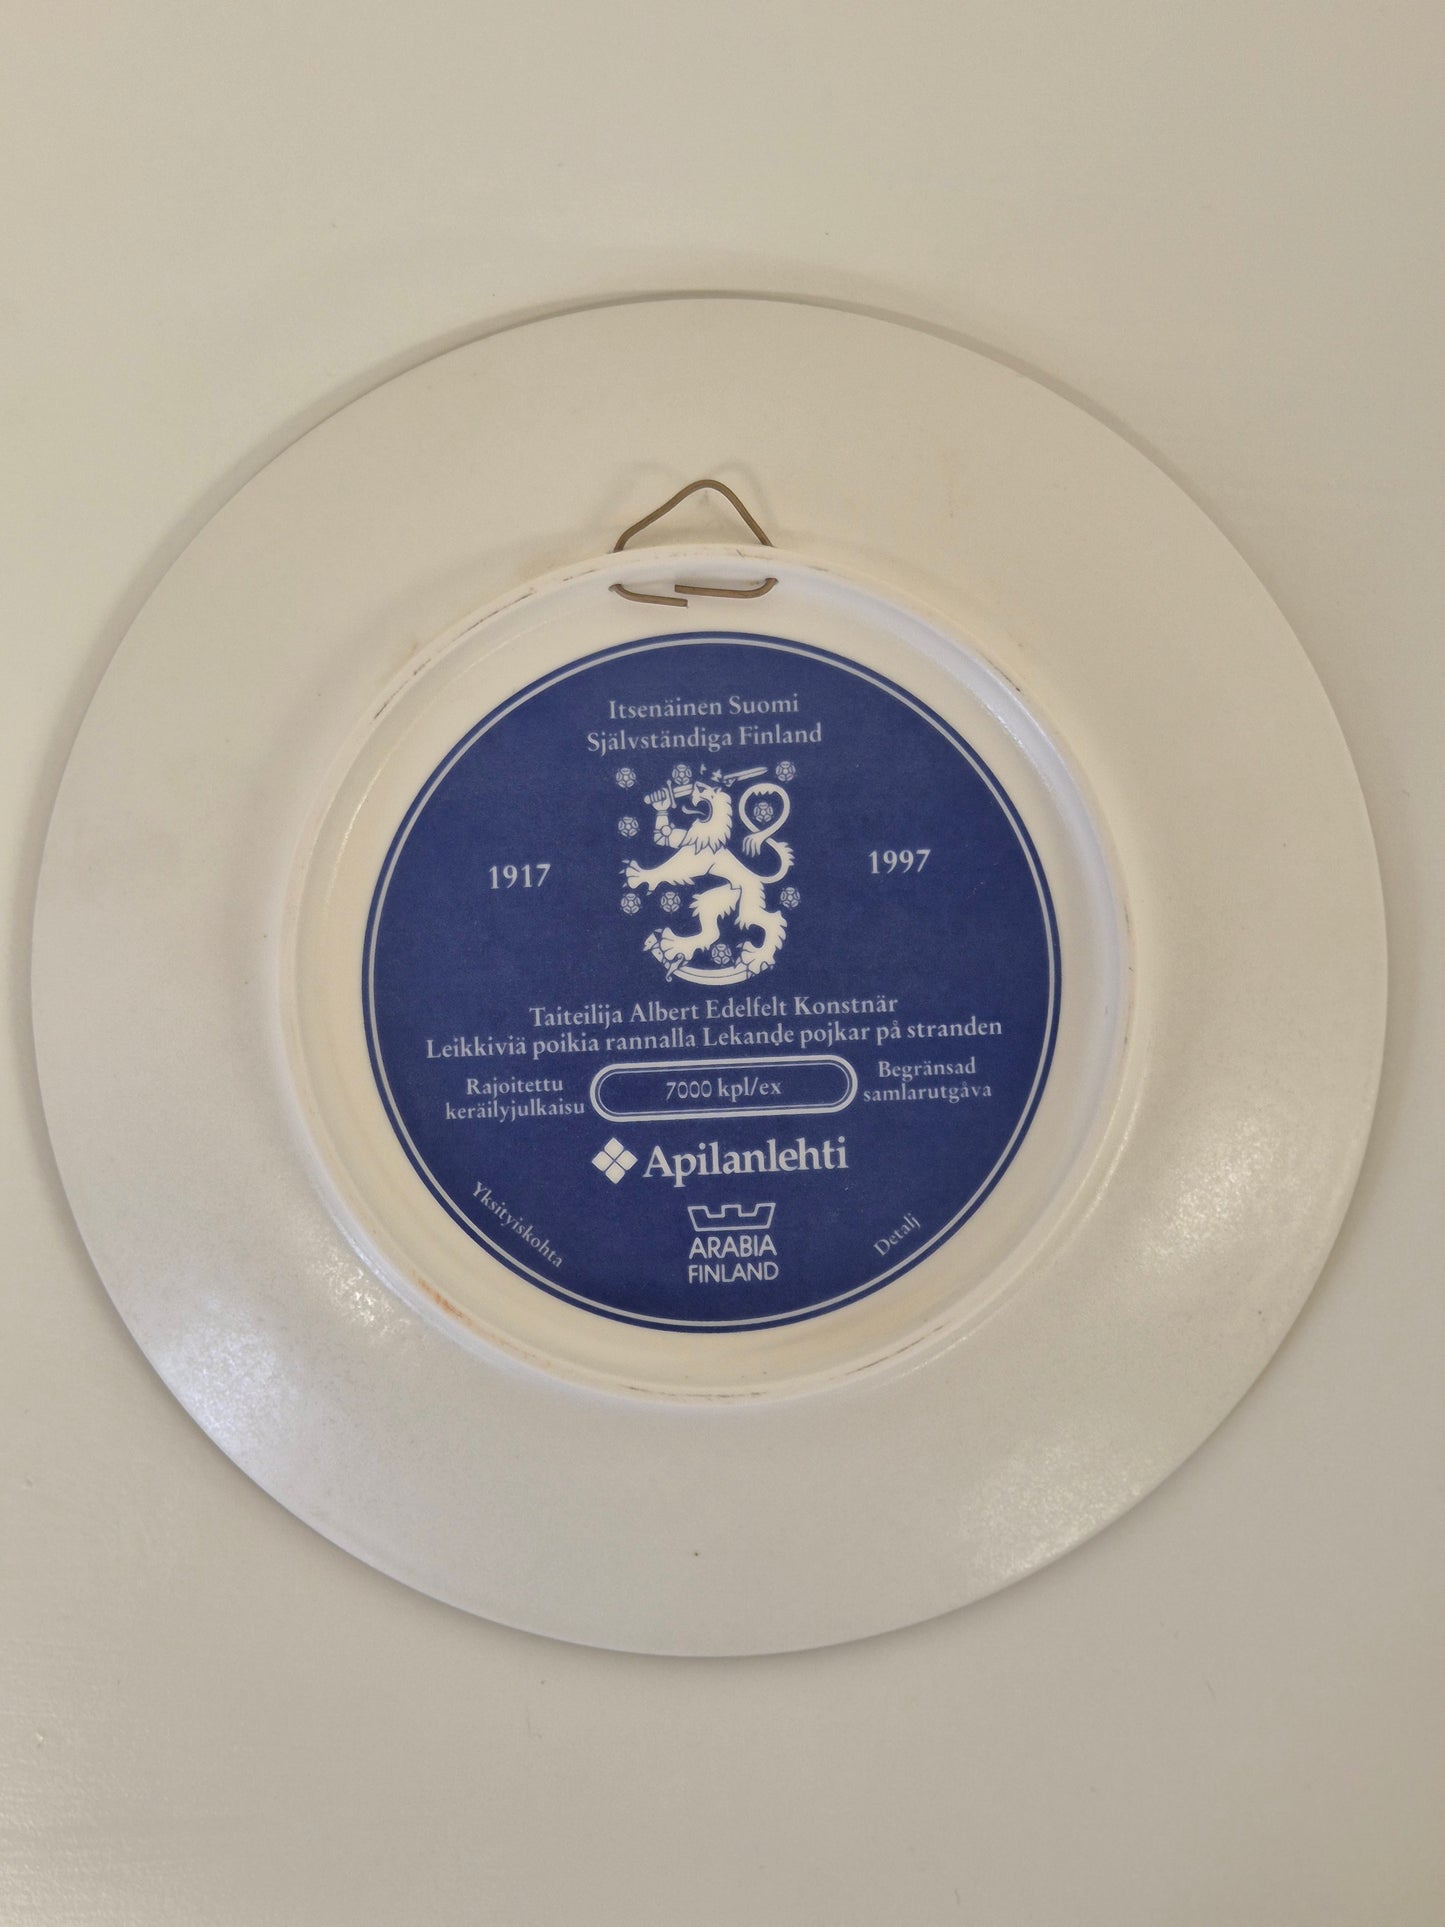 Itsenäinen Suomi
Självständiga Finland
1917 1997
Taiteilija Albert Edelfelt Konstnär
Leikkiviä poikia rannalla Lekande pojkar på stranden
Rajoitettu
keräilyjulkaisu
7000 kpl/ex
Begränsad
samlarutgåva
Apilanlehti
ARABIA
FINLAND
Yksityiskohta
Detalj